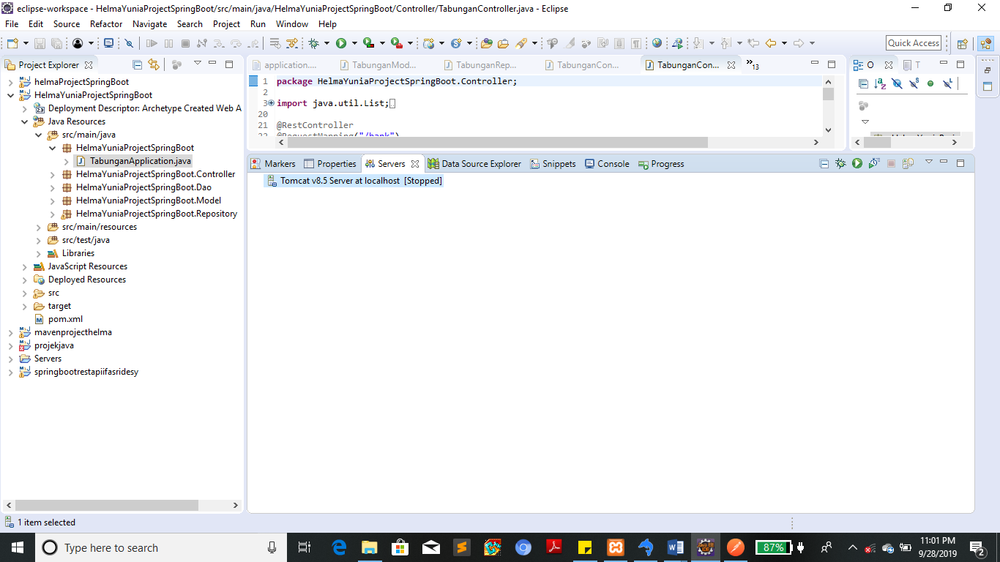 eclipse-workspace - HelmaYuniaProjectSpringBoot/src/main/java/HelmaYuniaProjectSpringBoot/Controller/TabunganController.java - Eclipse
File Edit Source Refactor Navigate Search Project Run Window Help
Quick Access
Project Explorer
helmaProjectSpringBoot
HelmaYuniaProjectSpringBoot
Deployment Descriptor: Archetype Created Web A
Java Resources
src/main/java
HelmaYuniaProjectSpringBoot
TabunganApplication.java
HelmaYuniaProjectSpringBoot.Controller
HelmaYuniaProjectSpringBoot.Dao
HelmaYuniaProjectSpringBoot.Model
HelmaYuniaProjectSpringBoot.Repository
src/main/resources
src/test/java
Libraries
JavaScript Resources
Deployed Resources
src
target
pom.xml
mavenprojecthelma
projekjava
Servers
springbootrestapiifasridesy
application.... TabunganMod... TabunganRep... TabunganCon... TabunganCon... »13
1 package HelmaYuniaProjectSpringBoot.Controller;
2
3 import java.util.List;
20
21 @RestController
22 @RequestMapping("/bank")
O T
Markers Properties Servers Data Source Explorer Snippets Console Progress
Tomcat v8.5 Server at localhost [Stopped]
1 item selected
Type here to search
87%
11:01 PM
9/28/2019
2